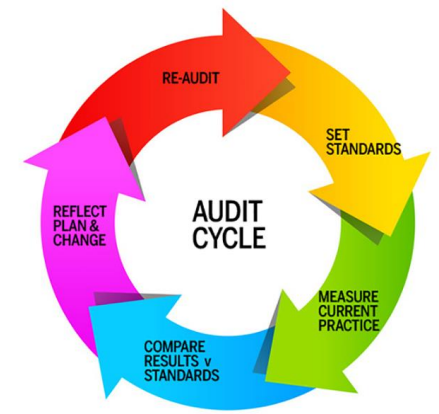 RE-AUDIT
SET
STANDARDS
MEASURE
CURRENT
PRACTICE
COMPARE
RESULTS v
STANDARDS
REFLECT
PLAN &
CHANGE
AUDIT
CYCLE